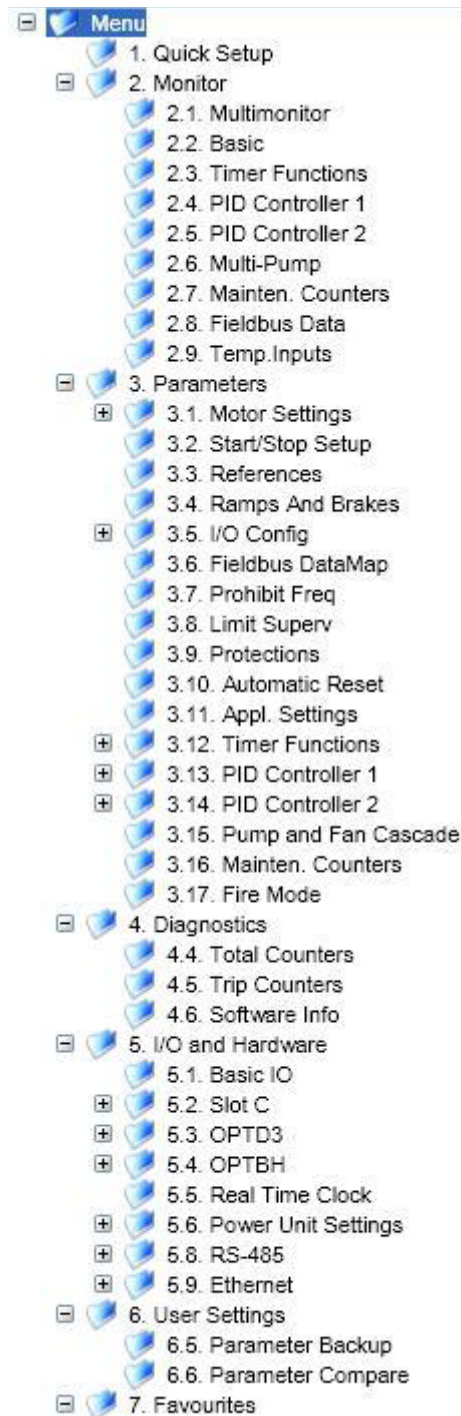 Menu
1. Quick Setup
2. Monitor
2.1. Multimonitor
2.2. Basic
2.3. Timer Functions
2.4. PID Controller 1
2.5. PID Controller 2
2.6. Multi-Pump
2.7. Mainten. Counters
2.8. Fieldbus Data
2.9. Temp.Inputs
3. Parameters
3.1. Motor Settings
3.2. Start/Stop Setup
3.3. References
3.4. Ramps And Brakes
3.5. I/O Config
3.6. Fieldbus DataMap
3.7. Prohibit Freq
3.8. Limit Superv
3.9. Protections
3.10. Automatic Reset
3.11. Appl. Settings
3.12. Timer Functions
3.13. PID Controller 1
3.14. PID Controller 2
3.15. Pump and Fan Cascade
3.16. Mainten. Counters
3.17. Fire Mode
4. Diagnostics
4.4. Total Counters
4.5. Trip Counters
4.6. Software Info
5. I/O and Hardware
5.1. Basic IO
5.2. Slot C
5.3. OPTD3
5.4. OPTBH
5.5. Real Time Clock
5.6. Power Unit Settings
5.8. RS-485
5.9. Ethernet
6. User Settings
6.5. Parameter Backup
6.6. Parameter Compare
7. Favourites